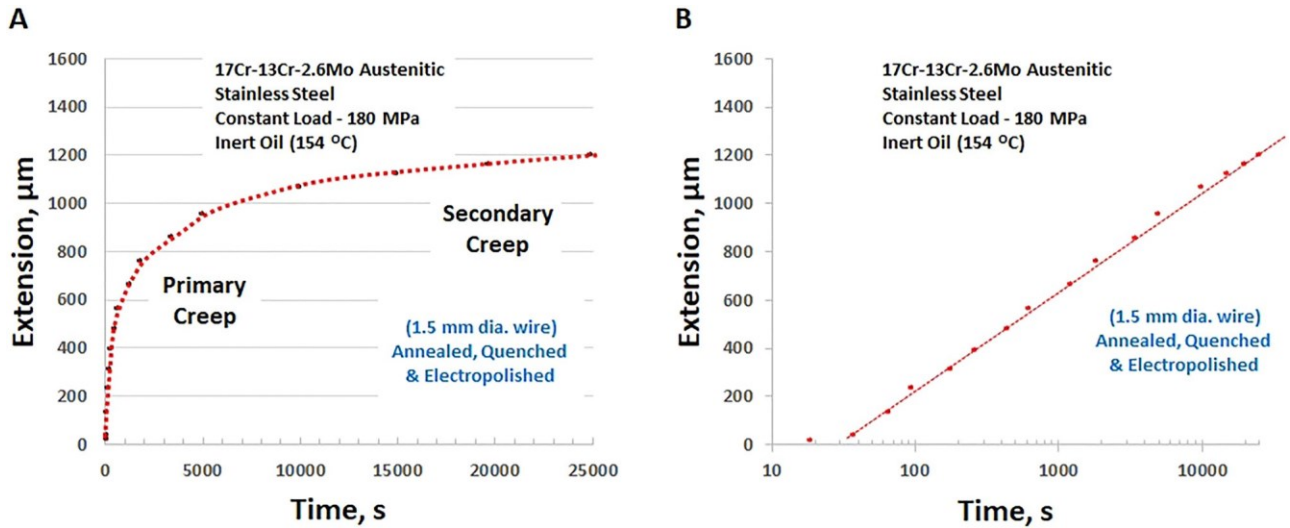 A
1600
1400
1200
1000
800
600
400
200
0
Extension, µm
17Cr-13Cr-2.6Mo Austenitic
Stainless Steel
Constant Load - 180 MPa
Inert Oil (154 ºC)
Primary
Creep
Secondary
Creep
(1.5 mm dia. wire)
Annealed, Quenched
& Electropolished
0 5000 10000 15000 20000 25000
Time, s
B
1600
1400
1200
1000
800
600
400
200
0
Extension, µm
17Cr-13Cr-2.6Mo Austenitic
Stainless Steel
Constant Load - 180 MPa
Inert Oil (154 ºC)
(1.5 mm dia. wire)
Annealed, Quenched
& Electropolished
10 100 1000 10000
Time, s